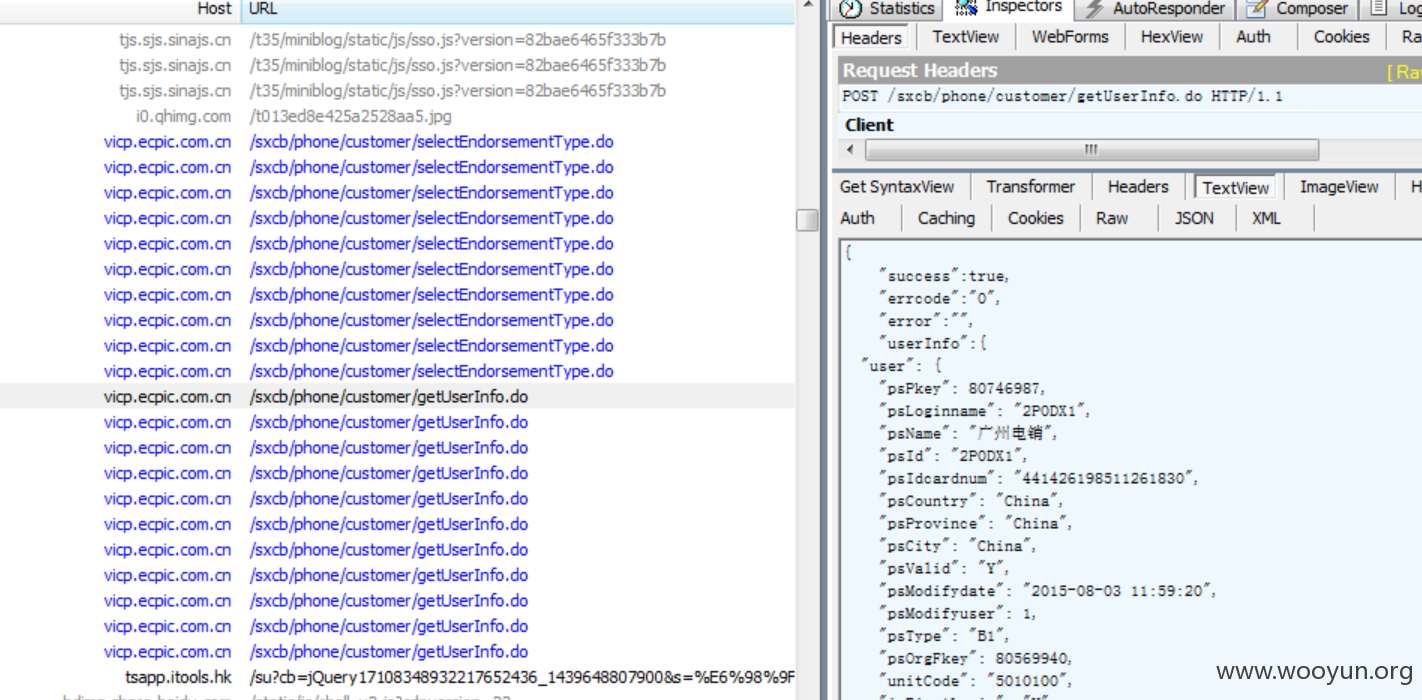 Host URL
tjs.sjs.sinajs.cn /t35/miniblog/static/js/sso.js?version=82bae6465f333b7b
tjs.sjs.sinajs.cn /t35/miniblog/static/js/sso.js?version=82bae6465f333b7b
tjs.sjs.sinajs.cn /t35/miniblog/static/js/sso.js?version=82bae6465f333b7b
i0.qhimg.com /t013ed8e425a2528aa5.jpg
vicp.ecpic.com.cn /sxcb/phone/customer/selectEndorsementType.do
vicp.ecpic.com.cn /sxcb/phone/customer/selectEndorsementType.do
vicp.ecpic.com.cn /sxcb/phone/customer/selectEndorsementType.do
vicp.ecpic.com.cn /sxcb/phone/customer/selectEndorsementType.do
vicp.ecpic.com.cn /sxcb/phone/customer/selectEndorsementType.do
vicp.ecpic.com.cn /sxcb/phone/customer/selectEndorsementType.do
vicp.ecpic.com.cn /sxcb/phone/customer/selectEndorsementType.do
vicp.ecpic.com.cn /sxcb/phone/customer/selectEndorsementType.do
vicp.ecpic.com.cn /sxcb/phone/customer/selectEndorsementType.do
vicp.ecpic.com.cn /sxcb/phone/customer/selectEndorsementType.do
vicp.ecpic.com.cn /sxcb/phone/customer/getUserInfo.do
vicp.ecpic.com.cn /sxcb/phone/customer/getUserInfo.do
vicp.ecpic.com.cn /sxcb/phone/customer/getUserInfo.do
vicp.ecpic.com.cn /sxcb/phone/customer/getUserInfo.do
vicp.ecpic.com.cn /sxcb/phone/customer/getUserInfo.do
vicp.ecpic.com.cn /sxcb/phone/customer/getUserInfo.do
vicp.ecpic.com.cn /sxcb/phone/customer/getUserInfo.do
vicp.ecpic.com.cn /sxcb/phone/customer/getUserInfo.do
vicp.ecpic.com.cn /sxcb/phone/customer/getUserInfo.do
vicp.ecpic.com.cn /sxcb/phone/customer/getUserInfo.do
vicp.ecpic.com.cn /sxcb/phone/customer/getUserInfo.do
tsapp.itools.hk /su?cb=jQuery17108348932217652436_1439648807900&s=%E6%98%9F
Statistics Inspectors AutoResponder Composer Log
Headers TextView WebForms HexView Auth Cookies Ra
Request Headers [ Ra
POST /sxcb/phone/customer/getUserInfo.do HTTP/1.1
Client
Get SyntaxView Transformer Headers TextView ImageView H
Auth Caching Cookies Raw JSON XML
{
"success":true,
"errcode":"0",
"error":"",
"userInfo":{
"user": {
"psPkey": 80746987,
"psLoginname": "2PODX1",
"psName": "广州电销",
"psId": "2PODX1",
"psIdcardnum": "441426198511261830",
"psCountry": "China",
"psProvince": "China",
"psCity": "China",
"psValid": "Y",
"psModifydate": "2015-08-03 11:59:20",
"psModifyuser": 1,
"psType": "B1",
"psOrgFkey": 80569940,
"unitCode": "5010100",
www.wooyun.org